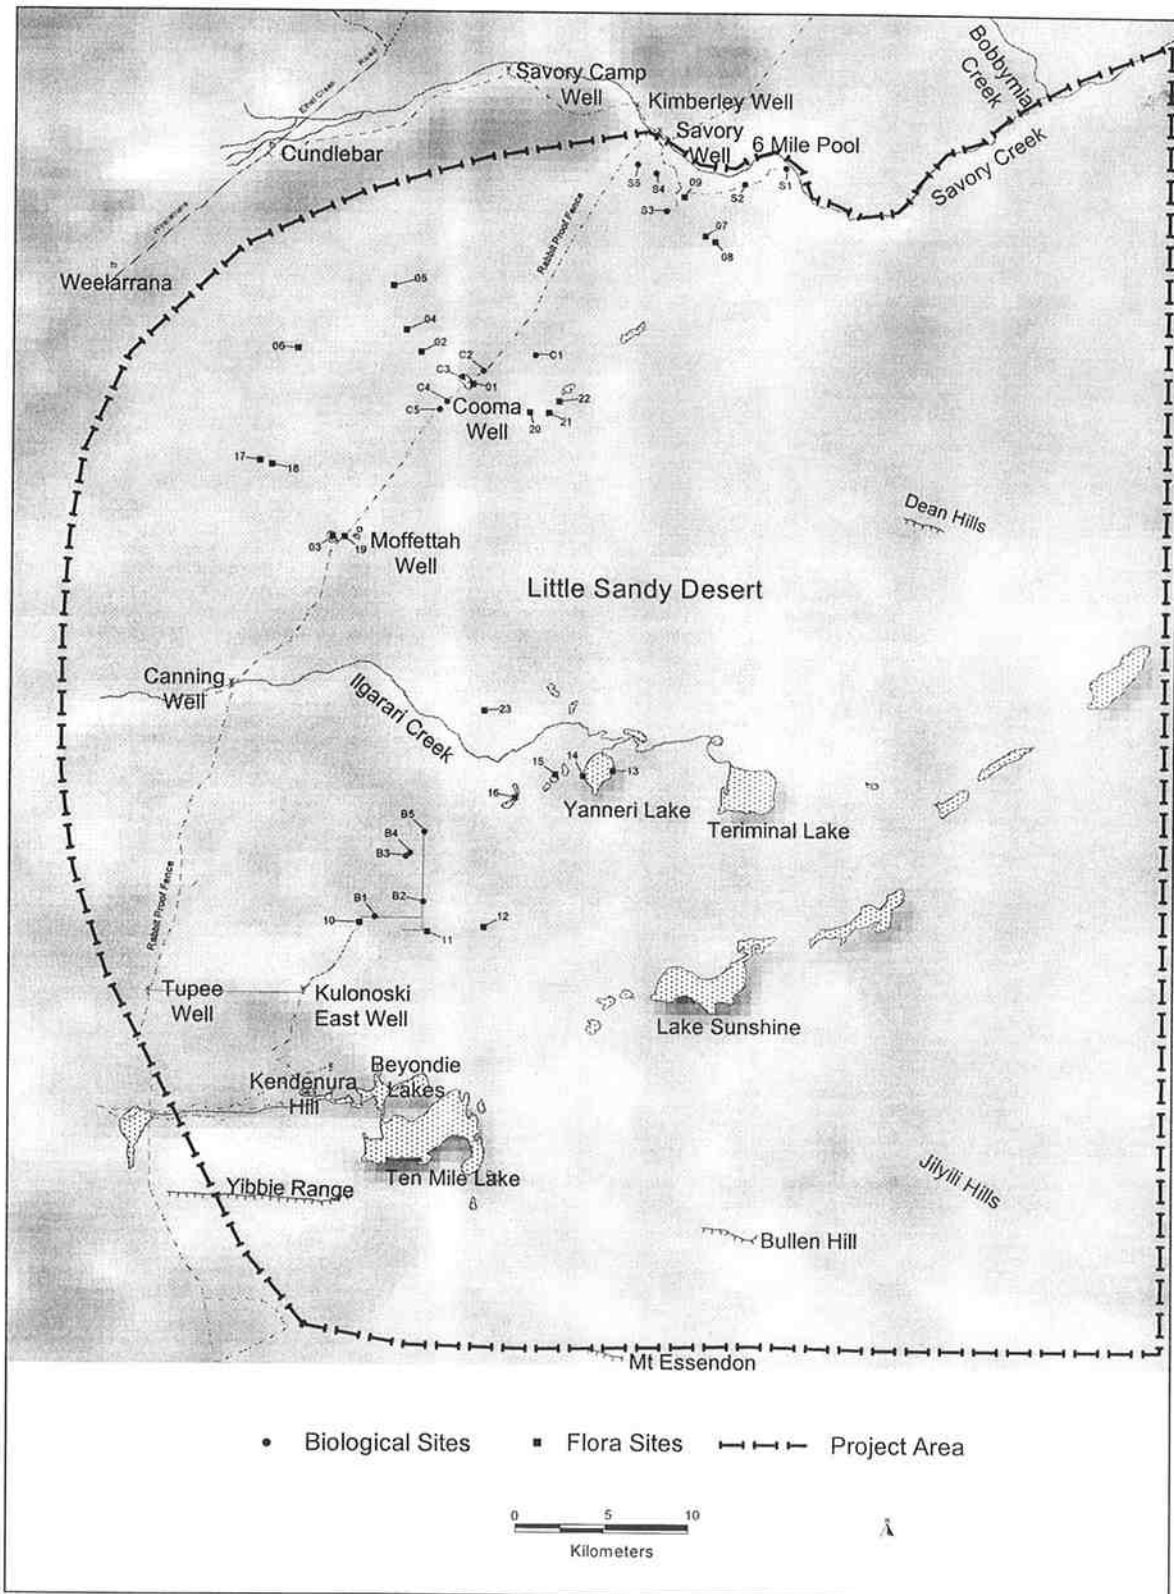 Bobbymia
Creek
Road
Ethel Creek
Savory Camp
Well
Kimberley Well
Savory
Well
6 Mile Pool
Cundlebar
Savory Creek
S5
S4
09
S2
S1
S3
Weelarrana
Rabbit Proof Fence
07
08
Weelarrana
05
04
06
02
C2
C1
C3
01
C4
22
C5
Cooma
Well
20
21
17
18
Dean Hills
03
19
Moffettah
Well
Little Sandy Desert
Canning
Well
Ilgarari Creek
23
15
14
13
16
Yanneri Lake
Teriminal Lake
B5
B4
B3
Rabbit Proof Fence
B1
B2
10
11
12
Tupee
Well
Kulonoski
East Well
Lake Sunshine
Kendenura
Hill
Beyondie
Lakes
Ten Mile Lake
Yibbie Range
Jilyili Hills
Bullen Hill
Mt Essendon
Biological Sites
Flora Sites
Project Area
0 5 10
Kilometers
N